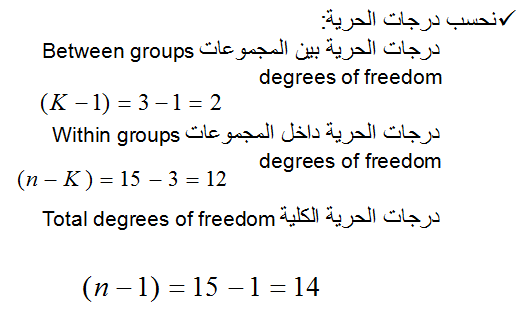 ✓نحسب درجات الحرية:
درجات الحرية بين المجموعات Between groups
degrees of freedom
(K – 1) = 3 – 1 = 2
درجات الحرية داخل المجموعات Within groups
degrees of freedom
(n – K) = 15 – 3 = 12
درجات الحرية الكلية Total degrees of freedom
(n – 1) = 15 – 1 = 14